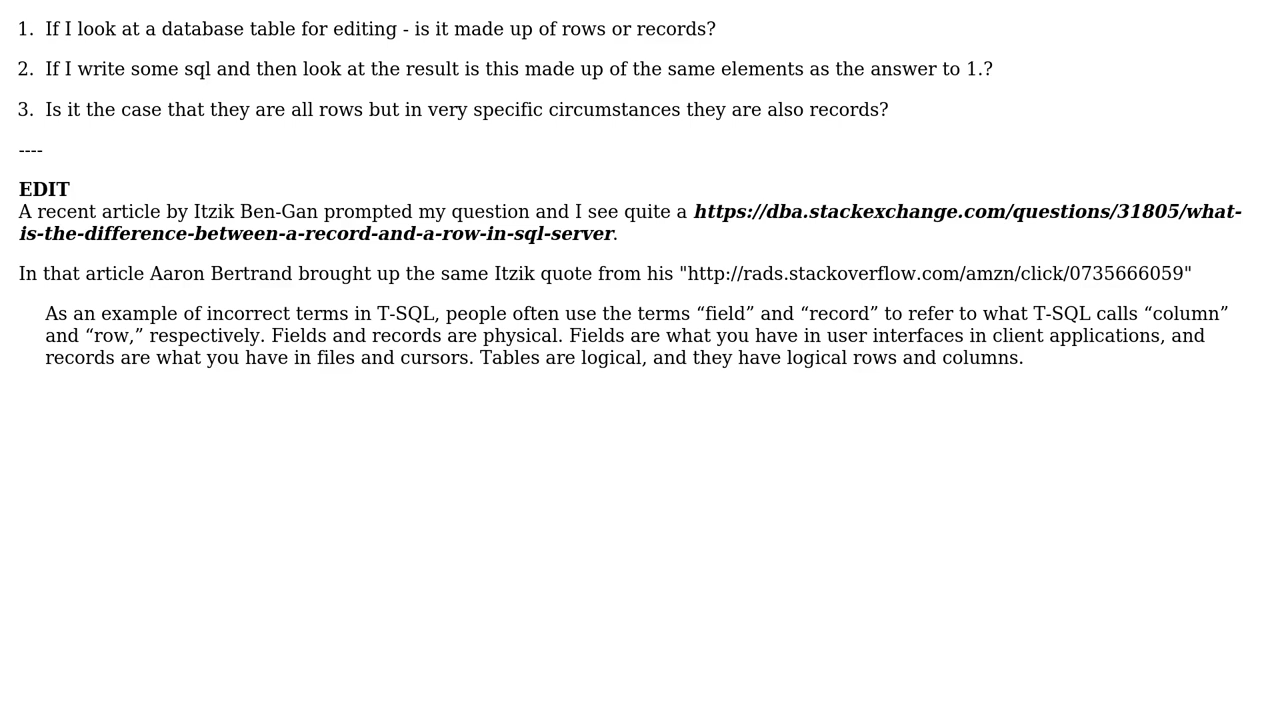 1. If I look at a database table for editing - is it made up of rows or records?
2. If I write some sql and then look at the result is this made up of the same elements as the answer to 1.?
3. Is it the case that they are all rows but in very specific circumstances they are also records?
----
EDIT
A recent article by Itzik Ben-Gan prompted my question and I see quite a https://dba.stackexchange.com/questions/31805/what-
is-the-difference-between-a-record-and-a-row-in-sql-server.
In that article Aaron Bertrand brought up the same Itzik quote from his "http://rads.stackoverflow.com/amzn/click/0735666059"
As an example of incorrect terms in T-SQL, people often use the terms “field” and “record” to refer to what T-SQL calls “column”
and “row,” respectively. Fields and records are physical. Fields are what you have in user interfaces in client applications, and
records are what you have in files and cursors. Tables are logical, and they have logical rows and columns.